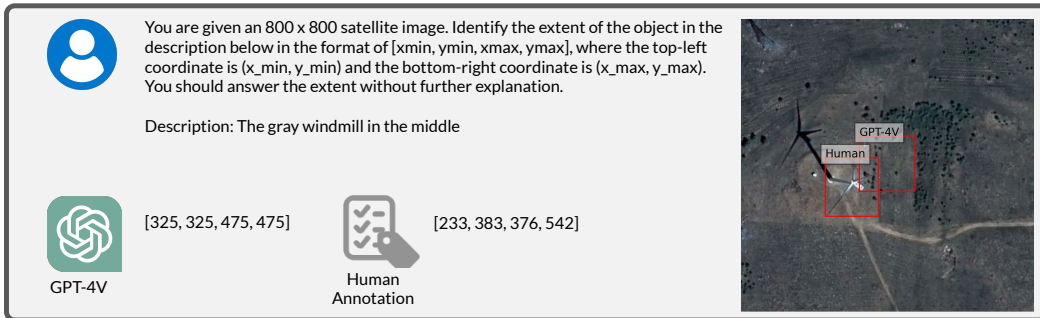 You are given an 800 x 800 satellite image. Identify the extent of the object in the
description below in the format of [xmin, ymin, xmax, ymax], where the top-left
coordinate is (x_min, y_min) and the bottom-right coordinate is (x_max, y_max).
You should answer the extent without further explanation.
Description: The gray windmill in the middle
[325, 325, 475, 475]
GPT-4V
[233, 383, 376, 542]
Human
Annotation
GPT-4V
Human